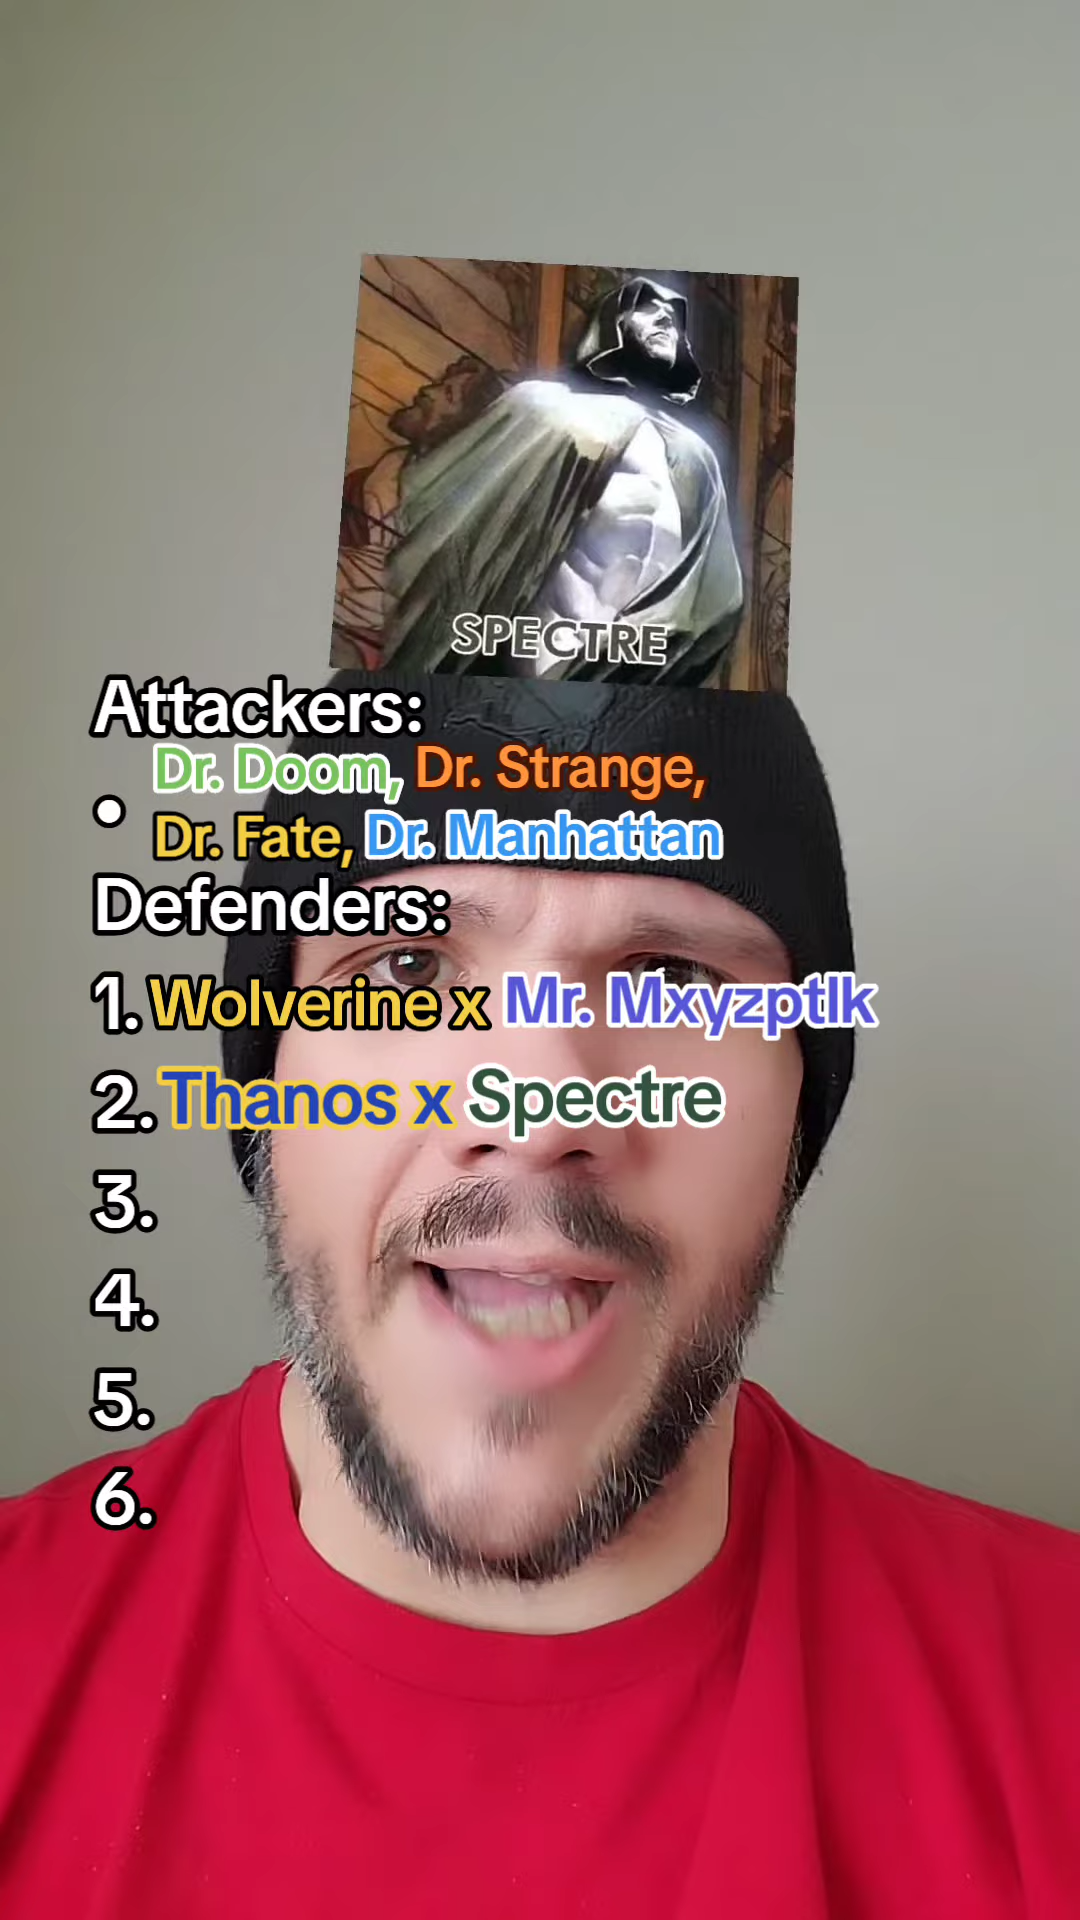 SPECTRE
Attackers:
• Dr. Doom, Dr. Strange,
Dr. Fate, Dr. Manhattan
Defenders:
1. Wolverine x Mr. Mxyzptlk
2. Thanos x Spectre
3.
4.
5.
6.